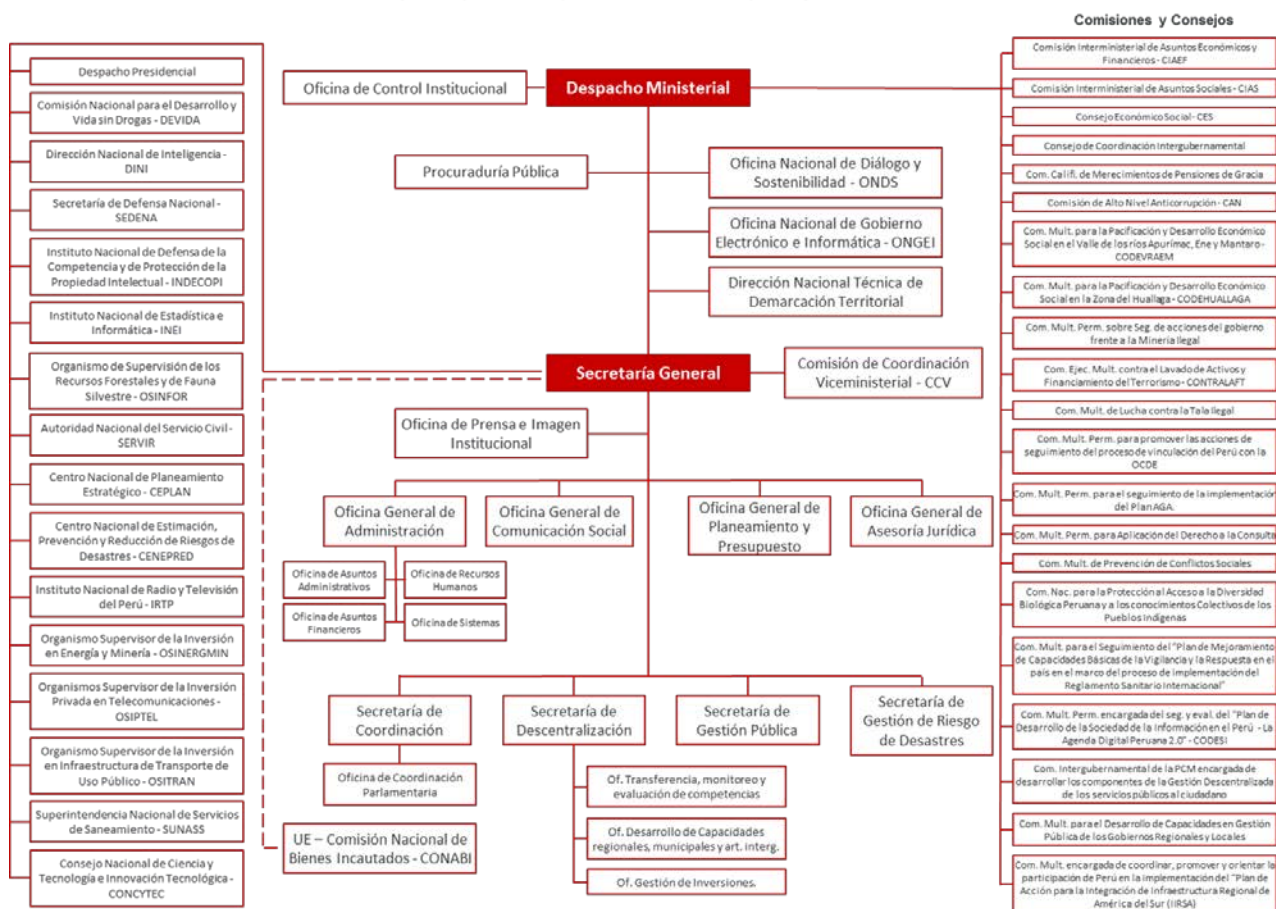 Comisiones y Consejos
Despacho Presidencial
Comisión Nacional para el Desarrollo y
Vida sin Drogas - DEVIDA
Dirección Nacional de Inteligencia -
DINI
Secretaría de Defensa Nacional -
SEDENA
Instituto Nacional de Defensa de la
Competencia y de Protección de la
Propiedad Intelectual - INDECOPI
Instituto Nacional de Estadística e
Informática - INEI
Organismo de Supervisión de los
Recursos Forestales y de Fauna
Silvestre - OSINFOR
Autoridad Nacional del Servicio Civil-
SERVIR
Centro Nacional de Planeamiento
Estratégico - CEPLAN
Centro Nacional de Estimación,
Prevención y Reducción de Riesgos de
Desastres - CENEPRED
Instituto Nacional de Radio y Televisión
del Perú - IRTP
Organismo Supervisor de la Inversión
en Energía y Minería - OSINERGMIN
Organismos Supervisor de la Inversión
Privada en Telecomunicaciones -
OSIPTEL
Organismo Supervisor de la Inversión
en Infraestructura de Transporte de
Uso Público - OSITRAN
Superintendencia Nacional de Servicios
de Saneamiento - SUNASS
Consejo Nacional de Ciencia y
Tecnología e Innovación Tecnológica -
CONCYTEC
Oficina de Control Institucional
Despacho Ministerial
Procuraduría Pública
Oficina Nacional de Diálogo y
Sostenibilidad - ONDS
Oficina Nacional de Gobierno
Electrónico e Informática - ONGEI
Dirección Nacional Técnica de
Demarcación Territorial
Secretaría General
Comisión de Coordinación
Viceministerial - CCV
Oficina de Prensa e Imagen
Institucional
Oficina General de
Administración
Oficina General de
Comunicación Social
Oficina General de
Planeamiento y
Presupuesto
Oficina General de
Asesoría Jurídica
Oficina de Asuntos
Administrativos
Oficina de Recursos
Humanos
Oficina de Asuntos
Financieros
Oficina de Sistemas
Secretaría de
Coordinación
Secretaría de
Descentralización
Secretaría de
Gestión Pública
Secretaría de
Gestión de Riesgo
de Desastres
Oficina de Coordinación
Parlamentaria
Of. Transferencia, monitoreo y
evaluación de competencias
UE – Comisión Nacional de
Bienes Incautados - CONABI
Of. Desarrollo de Capacidades
regionales, municipales y art. interg.
Of. Gestión de Inversiones.
Comisión Interministerial de Asuntos Económicos y
Financieros - CIAEF
Comisión Interministerial de Asuntos Sociales - CIAS
Consejo Económico Social- CES
Consejo de Coordinación Intergubernamental
Com. Calif. de Merecimientos de Pensiones de Gracia
Comisión de Alto Nivel Anticorrupción - CAN
Com. Mult. para la Pacificación y Desarrollo Económico
Social en el Valle de los ríos Apurímac, Ene y Mantaro -
CODEVRAEM
Com. Mult. para la Pacificación y Desarrollo Económico
Social en la Zona del Huallaga - CODEHUALLAGA
Com. Mult. Perm. sobre Seg. de acciones del gobierno
frente a la Minería Ilegal
Com. Ejec. Mult. contra el Lavado de Activos y
Financiamiento del Terrorismo - CONTRALAFT
Com. Mult. de Lucha contra la Tala Ilegal
Com. Mult. Perm. para promover las acciones de
seguimiento del proceso de vinculación del Perú con la
OCDE
Com. Mult. Perm. para el seguimiento de la implementación
del Plan AGA.
Com. Mult. Perm. para Aplicación del Derecho a la Consulta
Com. Mult. de Prevención de Conflictos Sociales
Com. Nac. para la Protección al Acceso a la Diversidad
Biológica Peruana y a los conocimientos Colectivos de los
Pueblos Indígenas
Com. Mult. para el Seguimiento del "Plan de Mejoramiento
de Capacidades Básicas de la Vigilancia y la Respuesta en el
país en el marco del proceso de implementación del
Reglamento Sanitario Internacional"
Com. Mult. Perm. encargada del seg. y eval. del "Plan de
Desarrollo de la Sociedad de la Información en el Perú - La
Agenda Digital Peruana 2.0" - CODESI
Com. Intergubernamental de la PCM encargada de
desarrollar los componentes de la Gestión Descentralizada
de los servicios públicos al ciudadano
Com. Mult. para el Desarrollo de Capacidades en Gestión
Pública de los Gobiernos Regionales y Locales
Com. Mult. encargada de coordinar, promover y orientar la
participación de Perú en la implementación del "Plan de
Acción para la Integración de Infraestructura Regional de
América del Sur (IIRSA)